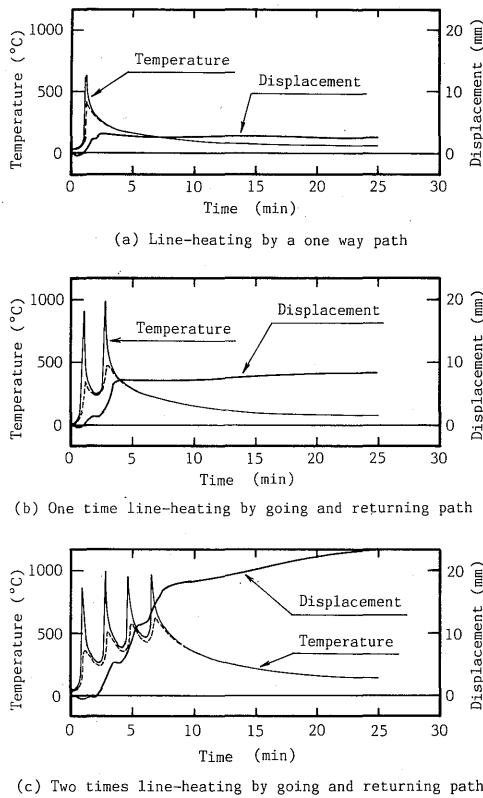 Temperature (°C)
1000
500
0
Temperature
Displacement
20
10
0
Displacement (mm)
0 5 10 15 20 25 30
Time (min)
(a) Line-heating by a one way path
Temperature (°C)
1000
500
0
Displacement
Temperature
20
10
0
Displacement (mm)
0 5 10 15 20 25 30
Time (min)
(b) One time line-heating by going and returning path
Temperature (°C)
1000
500
0
Displacement
Temperature
20
10
0
Displacement (mm)
0 5 10 15 20 25 30
Time (min)
(c) Two times line-heating by going and returning path